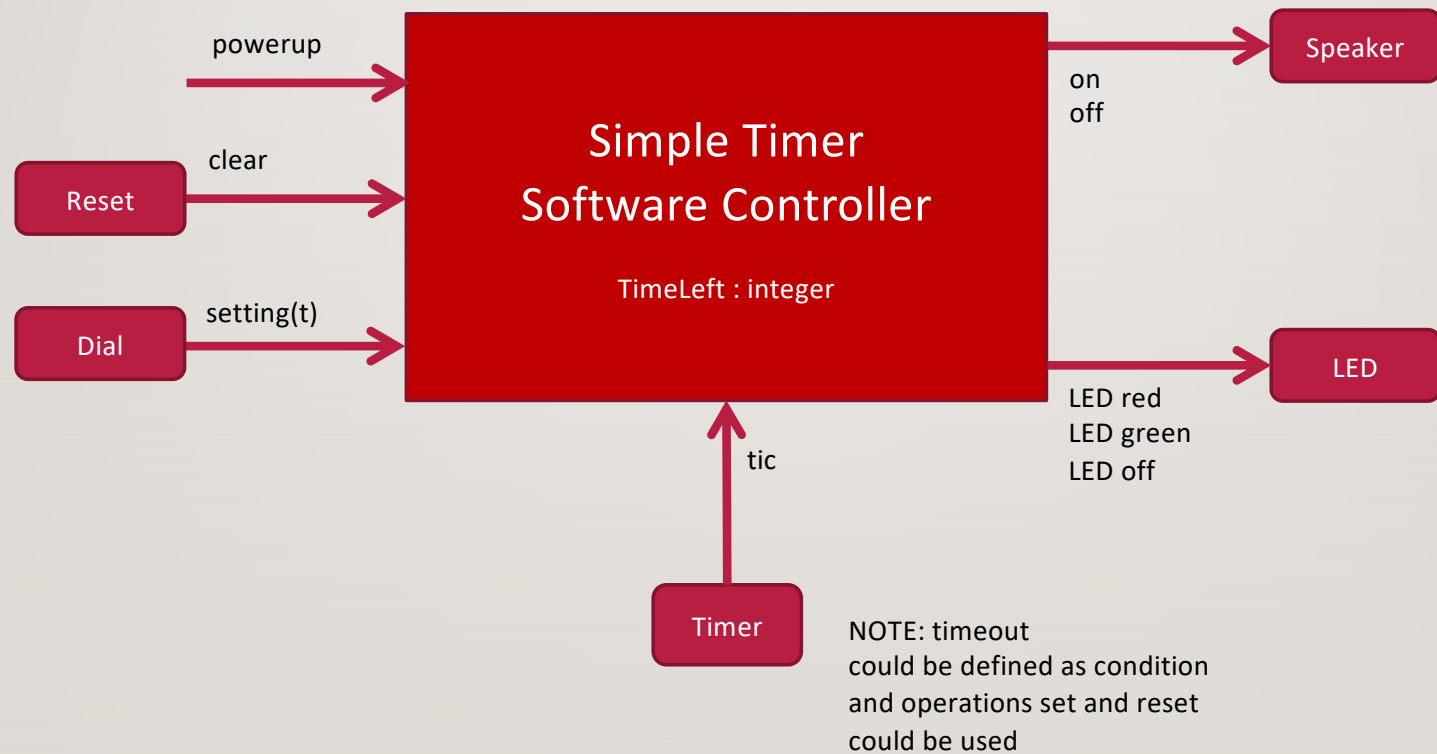 powerup
Speaker
on
off
Simple Timer
Software Controller
clear
Reset
TimeLeft : integer
setting(t)
Dial
LED
LED red
LED green
LED off
tic
Timer
NOTE: timeout
could be defined as condition
and operations set and reset
could be used